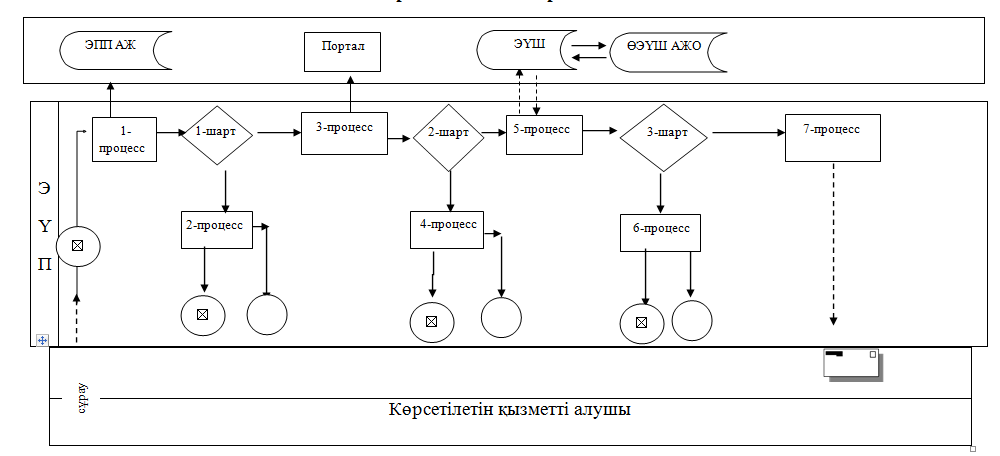 ЭПП АЖ
Портал
ЭҮШ
ӨЭҮШ АЖО
1-
процесс
1-шарт
3-процесс
2-шарт
5-процесс
3-шарт
7-процесс
Э
Ү
П
2-процесс
4-процесс
6-процесс
сұрау
Көрсетілетін қызметті алушы